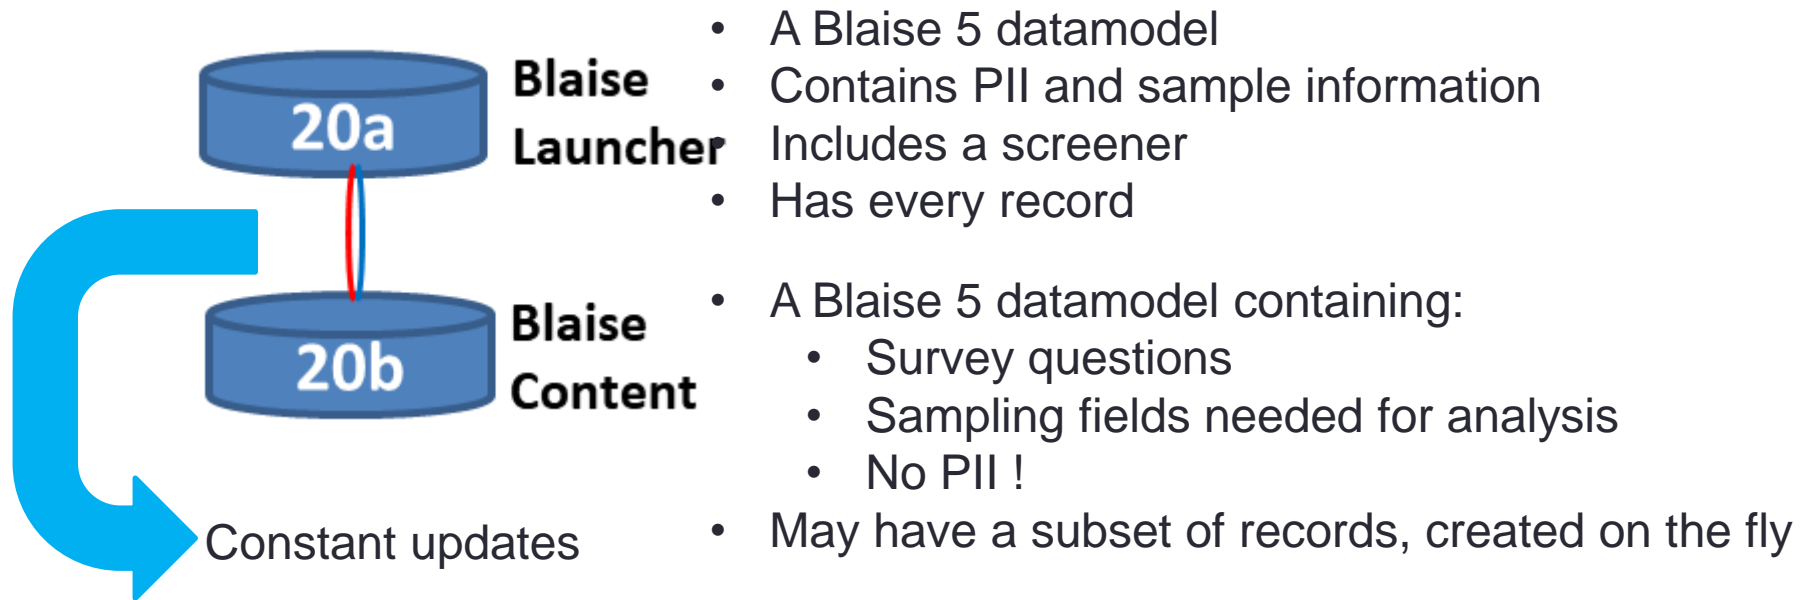 20a
Blaise
Launcher
• A Blaise 5 datamodel
• Contains PII and sample information
• Includes a screener
• Has every record
20b
Blaise
Content
• A Blaise 5 datamodel containing:
• Survey questions
• Sampling fields needed for analysis
• No PII !
• May have a subset of records, created on the fly
Constant updates